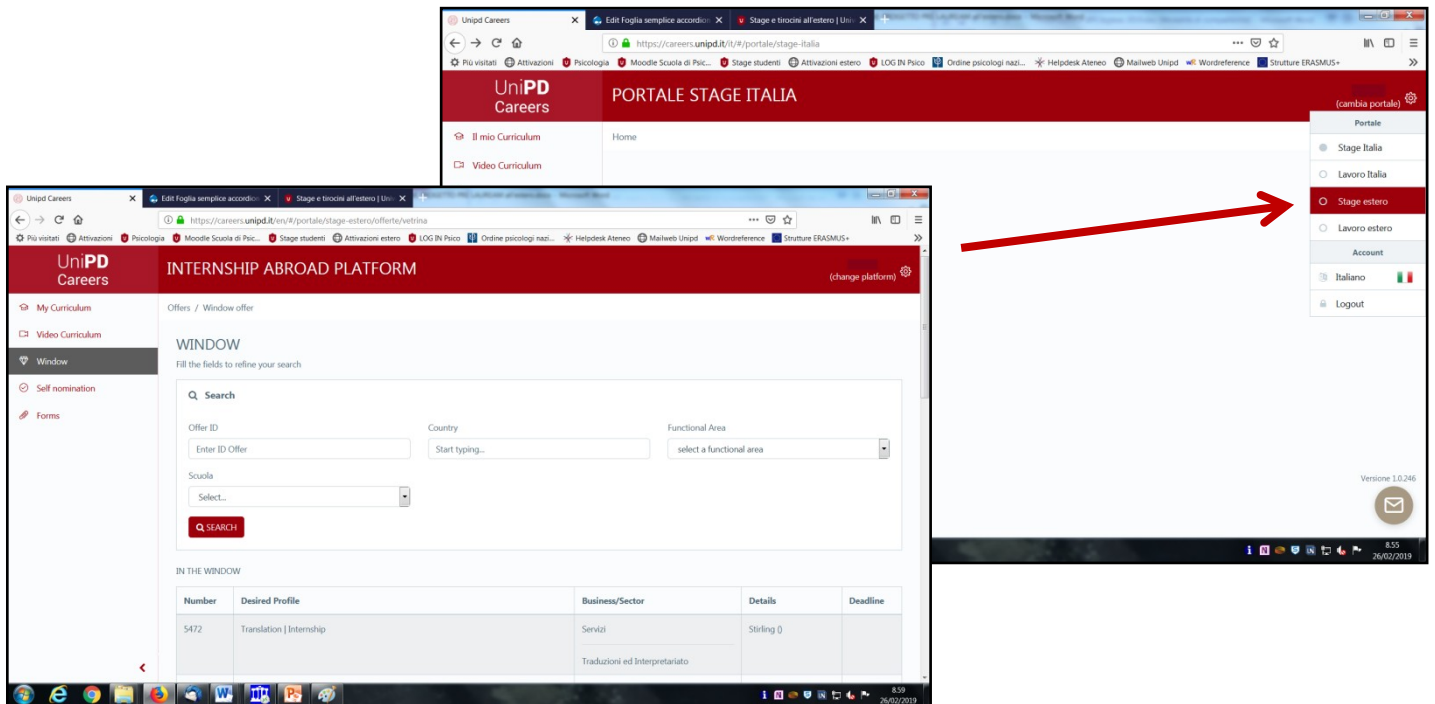 Unipd Careers
Edit Foglia semplice accordion
Stage e tirocini all'estero | Univ
https://careers.unipd.it/it/#/portale/stage-italia
Più visitati Attivazioni Psicologia Moodle Scuola di Psic... Stage studenti Attivazioni estero LOG IN Psico Ordine psicologi nazi... Helpdesk Ateneo Mailweb Unipd Wordreference Strutture ERASMUS+
UniPD
Careers
PORTALE STAGE ITALIA
(cambia portale)
Il mio Curriculum
Video Curriculum
Home
Portale
Stage Italia
Lavoro Italia
Stage estero
Lavoro estero
Account
Italiano
Logout
Versione 1.0.246
8.55
26/02/2019
Unipd Careers
Edit Foglia semplice accordion
Stage e tirocini all'estero | Univ
https://careers.unipd.it/en/#/portale/stage-estero/offerte/vetrina
Più visitati Attivazioni Psicologia Moodle Scuola di Psic... Stage studenti Attivazioni estero LOG IN Psico Ordine psicologi nazi... Helpdesk Ateneo Mailweb Unipd Wordreference Strutture ERASMUS+
UniPD
Careers
INTERNSHIP ABROAD PLATFORM
(change platform)
My Curriculum
Video Curriculum
Window
Self nomination
Forms
Offers / Window offer
WINDOW
Fill the fields to refine your search
Search
Offer ID Country Functional Area
Enter ID Offer Start typing... select a functional area
Scuola
Select...
SEARCH
IN THE WINDOW
Number Desired Profile Business/Sector Details Deadline
5472 Translation | Internship Servizi Stirling ()
Traduzioni ed Interpretariato
8.59
26/02/2019